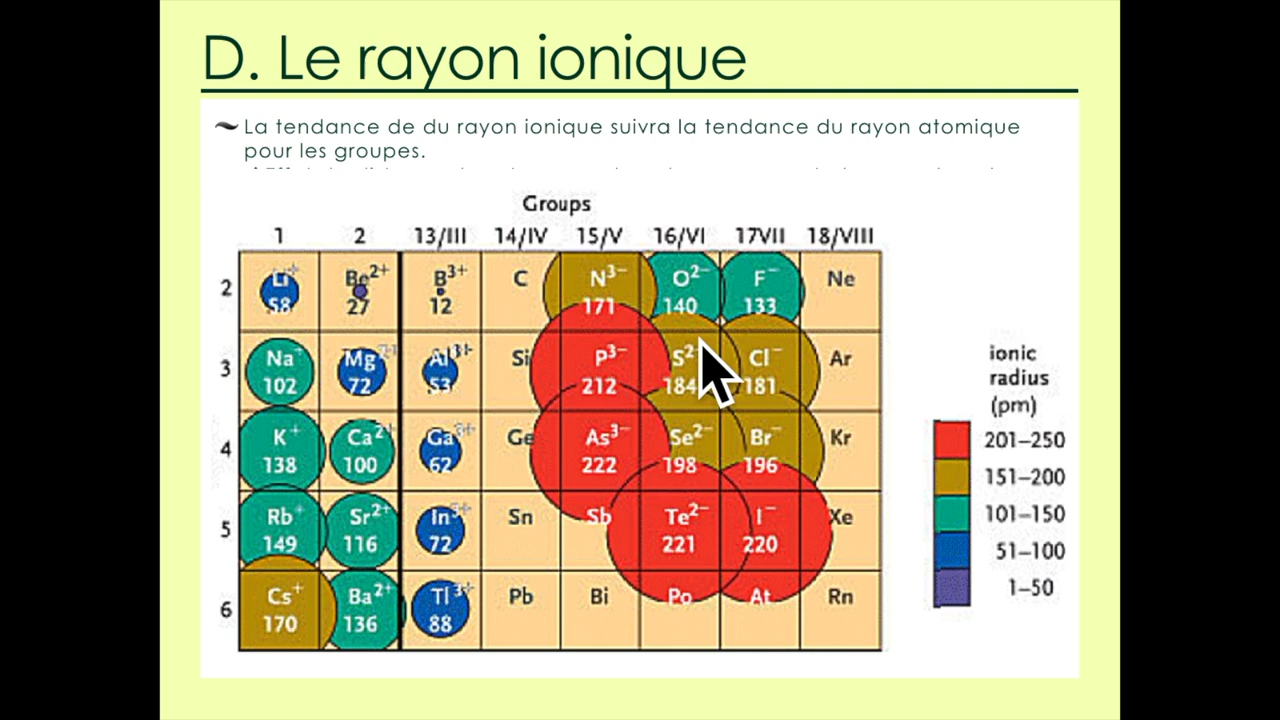 D. Le rayon ionique
La tendance de du rayon ionique suivra la tendance du rayon atomique
pour les groupes.
Groups
1 2 13/III 14/IV 15/V 16/VI 17VII 18/VIII
2 Li⁺ Be²⁺ B³⁺ C N³⁻ O²⁻ F⁻ Ne
58 27 12 171 140 133
3 Na⁺ Mg²⁺ Al³⁺ Si P³⁻ S²⁻ Cl⁻ Ar
102 72 53 212 184 181
4 K⁺ Ca²⁺ Ga³⁺ Ge As³⁻ Se²⁻ Br⁻ Kr
138 100 62 222 198 196
5 Rb⁺ Sr²⁺ In³⁺ Sn Sb Te²⁻ I⁻ Xe
149 116 72 221 220
6 Cs⁺ Ba²⁺ Tl³⁺ Pb Bi Po At Rn
170 136 88
ionic
radius
(pm)
201–250
151–200
101–150
51–100
1–50